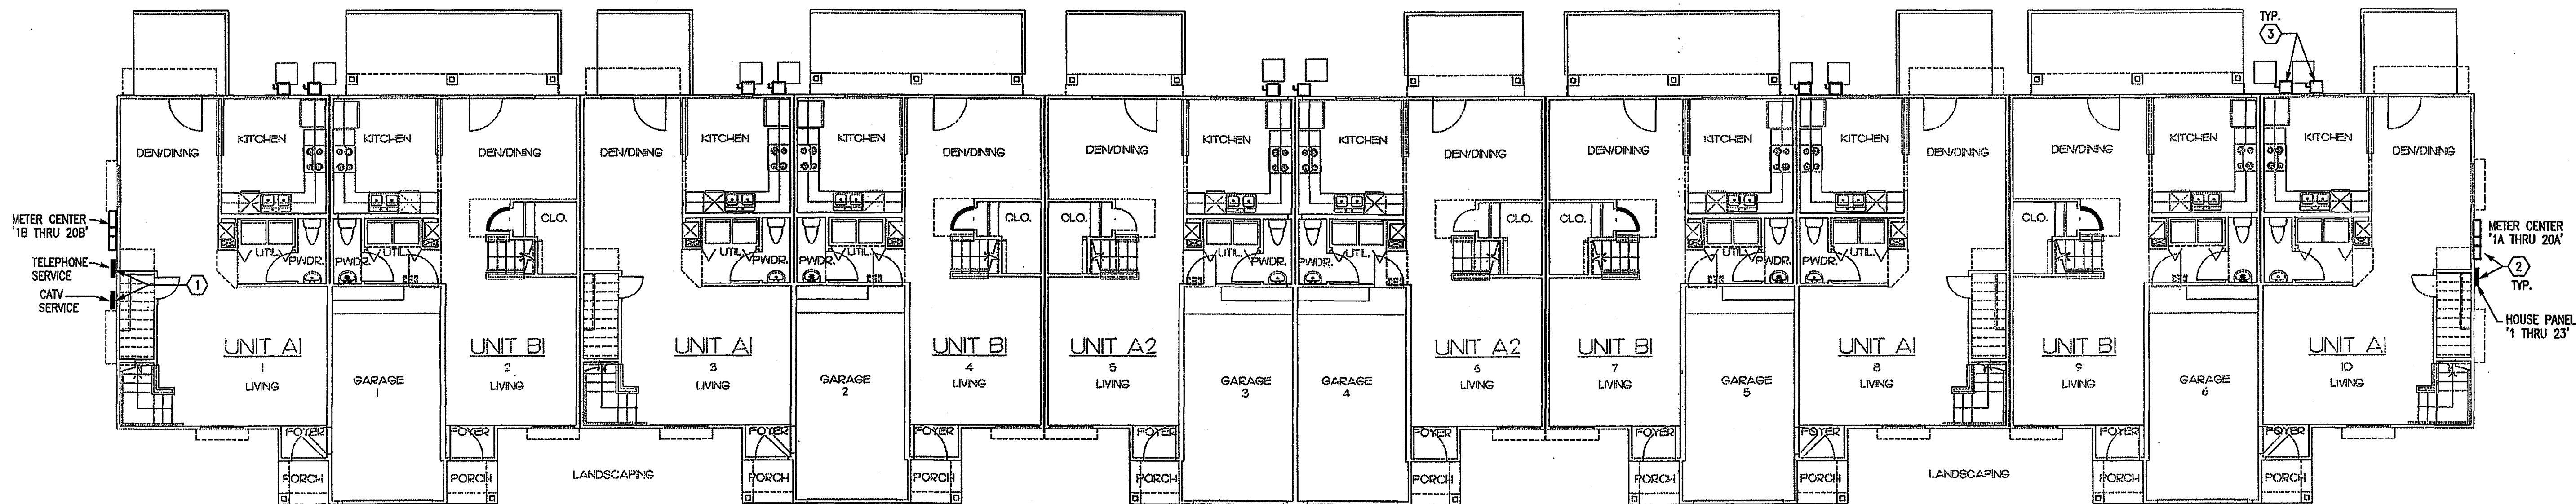 TYP.
3
KITCHEN
KITCHEN
KITCHEN
KITCHEN
KITCHEN
KITCHEN
KITCHEN
KITCHEN
KITCHEN
KITCHEN
DEN/DINING
DEN/DINING
DEN/DINING
DEN/DINING
DEN/DINING
DEN/DINING
DEN/DINING
DEN/DINING
DEN/DINING
DEN/DINING
METER CENTER
'1B THRU 20B'
TELEPHONE
SERVICE
CATV
SERVICE
1
CLO.
CLO.
CLO.
CLO.
CLO.
CLO.
METER CENTER
'1A THRU 20A'
2
TYP.
HOUSE PANEL
'1 THRU 23'
UTIL.
PWDR.
PWDR.
UTIL.
UTIL.
PWDR.
PWDR.
UTIL.
UTIL.
PWDR.
PWDR.
UTIL.
UTIL.
PWDR.
PWDR.
UTIL.
UNIT A1
1
LIVING
GARAGE
1
UNIT B1
2
LIVING
UNIT A1
3
LIVING
GARAGE
2
UNIT B1
4
LIVING
UNIT A2
5
LIVING
GARAGE
3
GARAGE
4
UNIT A2
6
LIVING
UNIT B1
7
LIVING
GARAGE
5
UNIT A1
8
LIVING
UNIT B1
9
LIVING
GARAGE
6
UNIT A1
10
LIVING
FOYER
FOYER
FOYER
FOYER
FOYER
FOYER
FOYER
FOYER
FOYER
FOYER
PORCH
PORCH
LANDSCAPING
PORCH
PORCH
PORCH
PORCH
PORCH
PORCH
LANDSCAPING
PORCH
PORCH